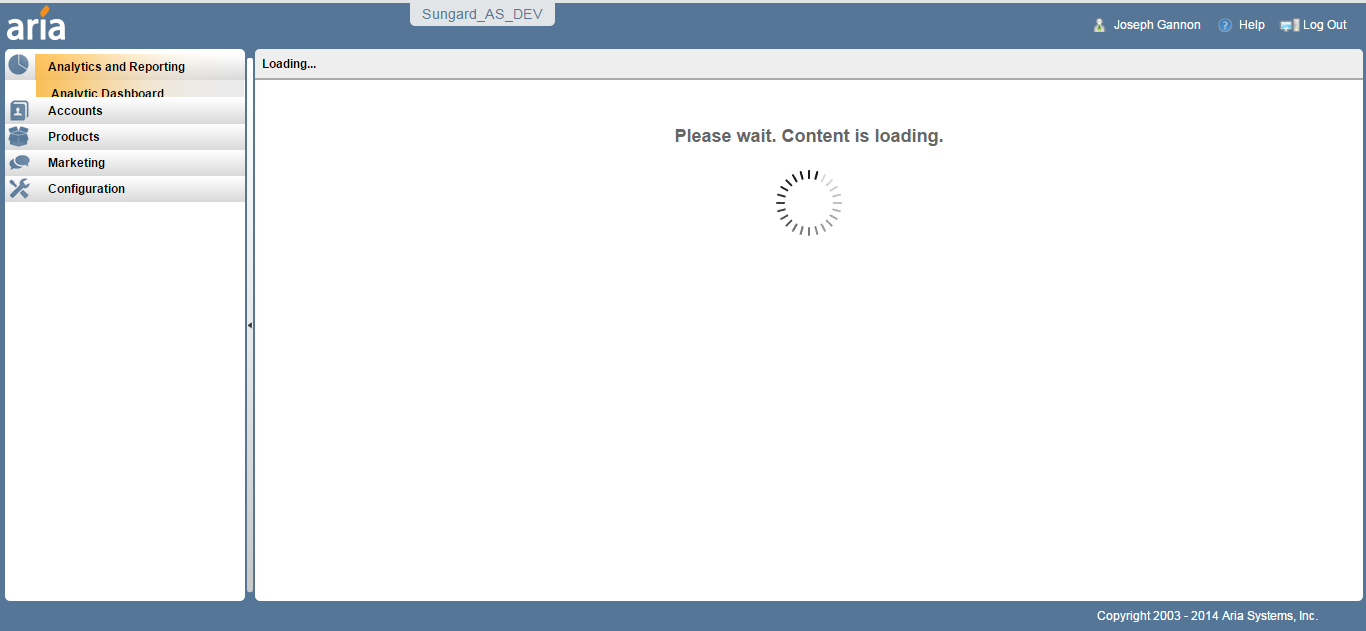 aria
Sungard_AS_DEV
Joseph Gannon
Help
Log Out
Analytics and Reporting
Analytic Dashboard
Accounts
Products
Marketing
Configuration
Loading...
Please wait. Content is loading.
Copyright 2003 - 2014 Aria Systems, Inc.